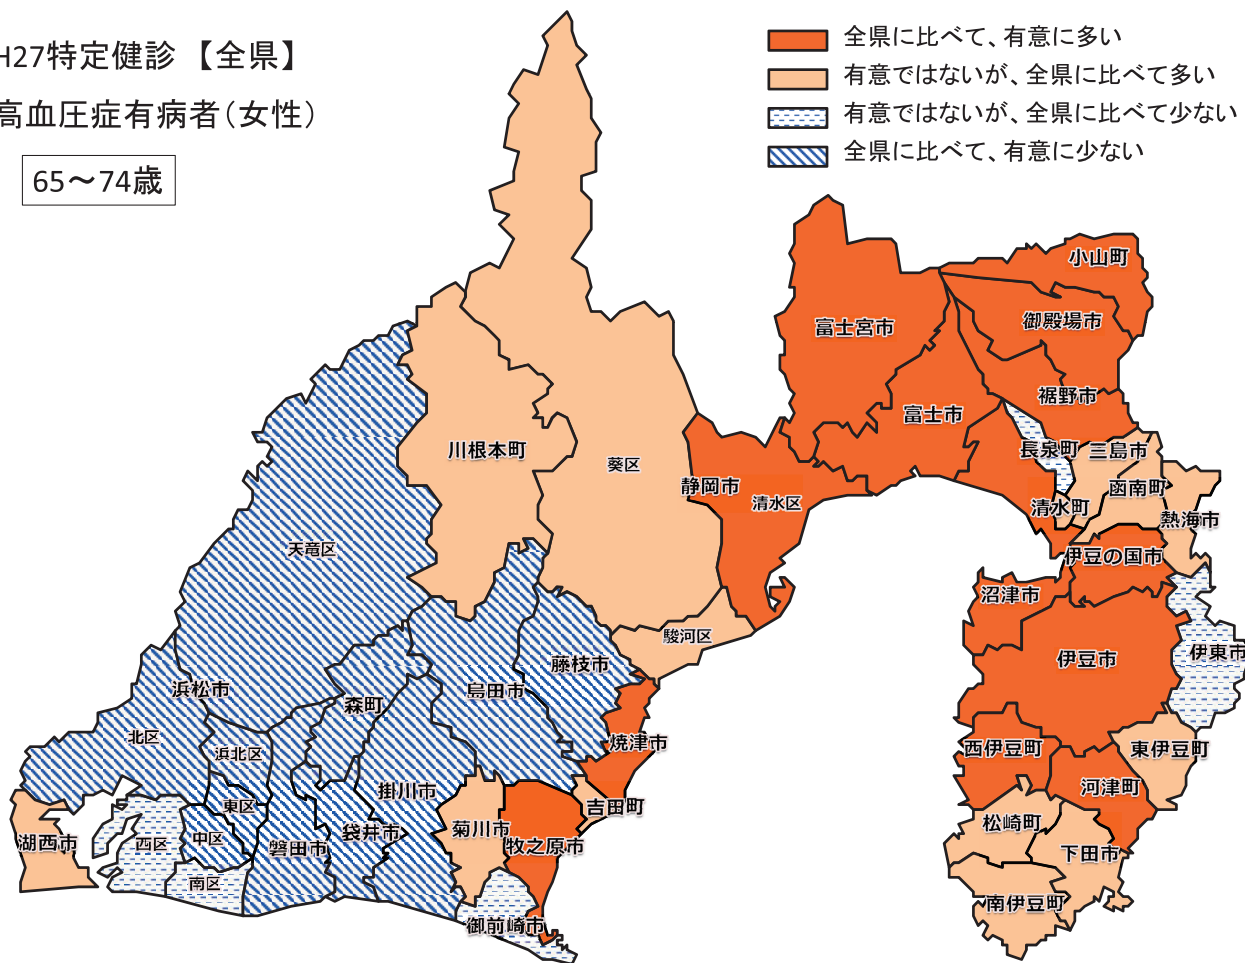 H27特定健診 【全県】
高血圧症有病者(女性)
65～74歳
全県に比べて、有意に多い
有意ではないが、全県に比べて多い
有意ではないが、全県に比べて少ない
全県に比べて、有意に少ない
小山町
御殿場市
富士宮市
裾野市
富士市
長泉町
三島市
川根本町
葵区
静岡市
清水区
函南町
清水町
熱海市
天竜区
伊豆の国市
沼津市
駿河区
藤枝市
伊豆市
伊東市
浜松市
島田市
森町
北区
浜北区
焼津市
西伊豆町
東伊豆町
掛川市
河津町
東区
吉田町
湖西市
西区
中区
磐田市
袋井市
菊川市
牧之原市
松崎町
下田市
南区
御前崎市
南伊豆町